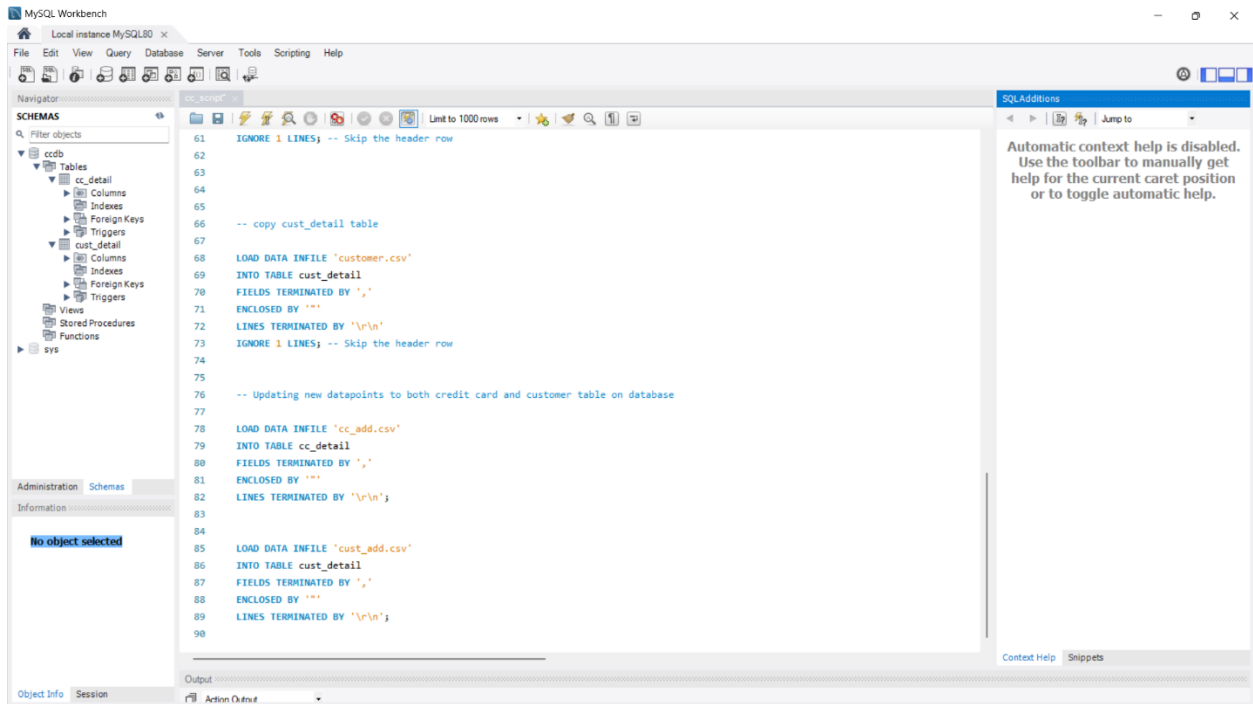 MySQL Workbench
Local instance MySQL80
File Edit View Query Database Server Tools Scripting Help
Navigator
SCHEMAS
Filter objects
ccdb
Tables
cc_detail
Columns
Indexes
Foreign Keys
Triggers
cust_detail
Columns
Indexes
Foreign Keys
Triggers
Views
Stored Procedures
Functions
sys
Administration Schemas
Information
No object selected
Object Info Session
cc_script*
Limit to 1000 rows
61 IGNORE 1 LINES; -- Skip the header row
62
63
64
65
66 -- copy cust_detail table
67
68 LOAD DATA INFILE 'customer.csv'
69 INTO TABLE cust_detail
70 FIELDS TERMINATED BY ','
71 ENCLOSED BY '"'
72 LINES TERMINATED BY '\r\n'
73 IGNORE 1 LINES; -- Skip the header row
74
75
76 -- Updating new datapoints to both credit card and customer table on database
77
78 LOAD DATA INFILE 'cc_add.csv'
79 INTO TABLE cc_detail
80 FIELDS TERMINATED BY ','
81 ENCLOSED BY '"'
82 LINES TERMINATED BY '\r\n';
83
84
85 LOAD DATA INFILE 'cust_add.csv'
86 INTO TABLE cust_detail
87 FIELDS TERMINATED BY ','
88 ENCLOSED BY '"'
89 LINES TERMINATED BY '\r\n';
90
Output
Action Output
SQLAdditions
Jump to
Automatic context help is disabled.
Use the toolbar to manually get
help for the current caret position
or to toggle automatic help.
Context Help Snippets